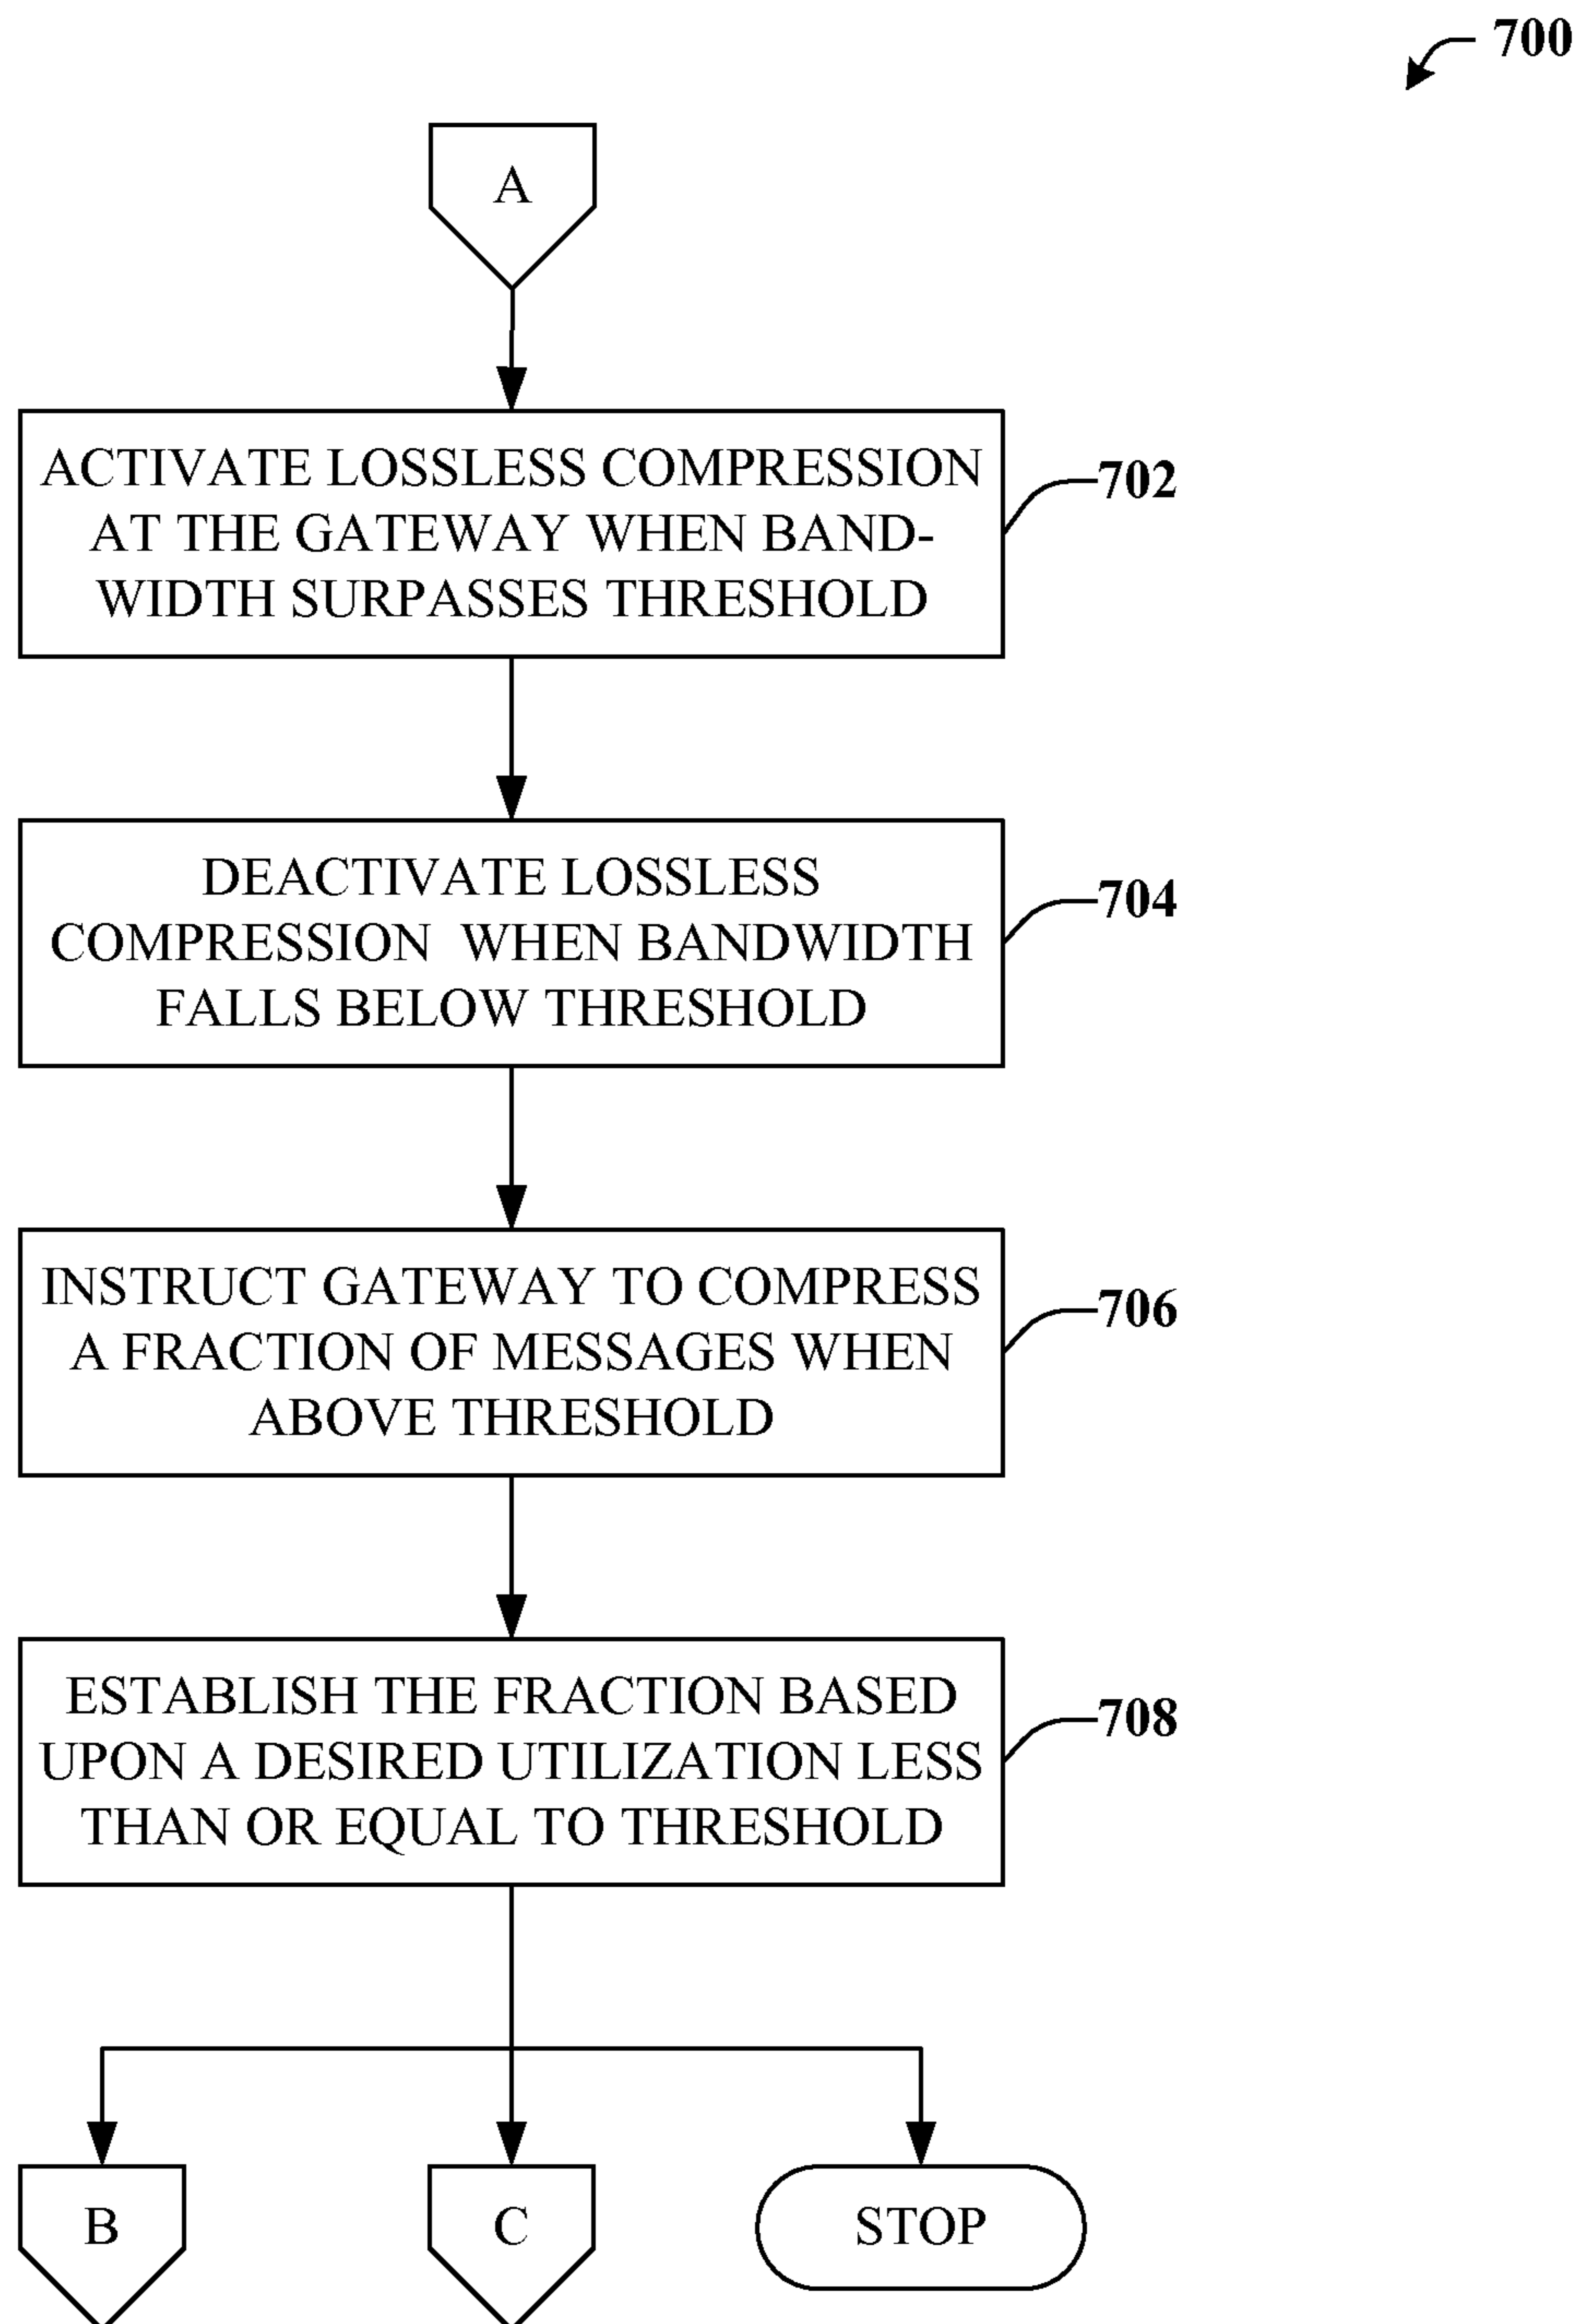 700
A
ACTIVATE LOSSLESS COMPRESSION
AT THE GATEWAY WHEN BAND-
WIDTH SURPASSES THRESHOLD
702
DEACTIVATE LOSSLESS
COMPRESSION WHEN BANDWIDTH
FALLS BELOW THRESHOLD
704
INSTRUCT GATEWAY TO COMPRESS
A FRACTION OF MESSAGES WHEN
ABOVE THRESHOLD
706
ESTABLISH THE FRACTION BASED
UPON A DESIRED UTILIZATION LESS
THAN OR EQUAL TO THRESHOLD
708
B
C
STOP